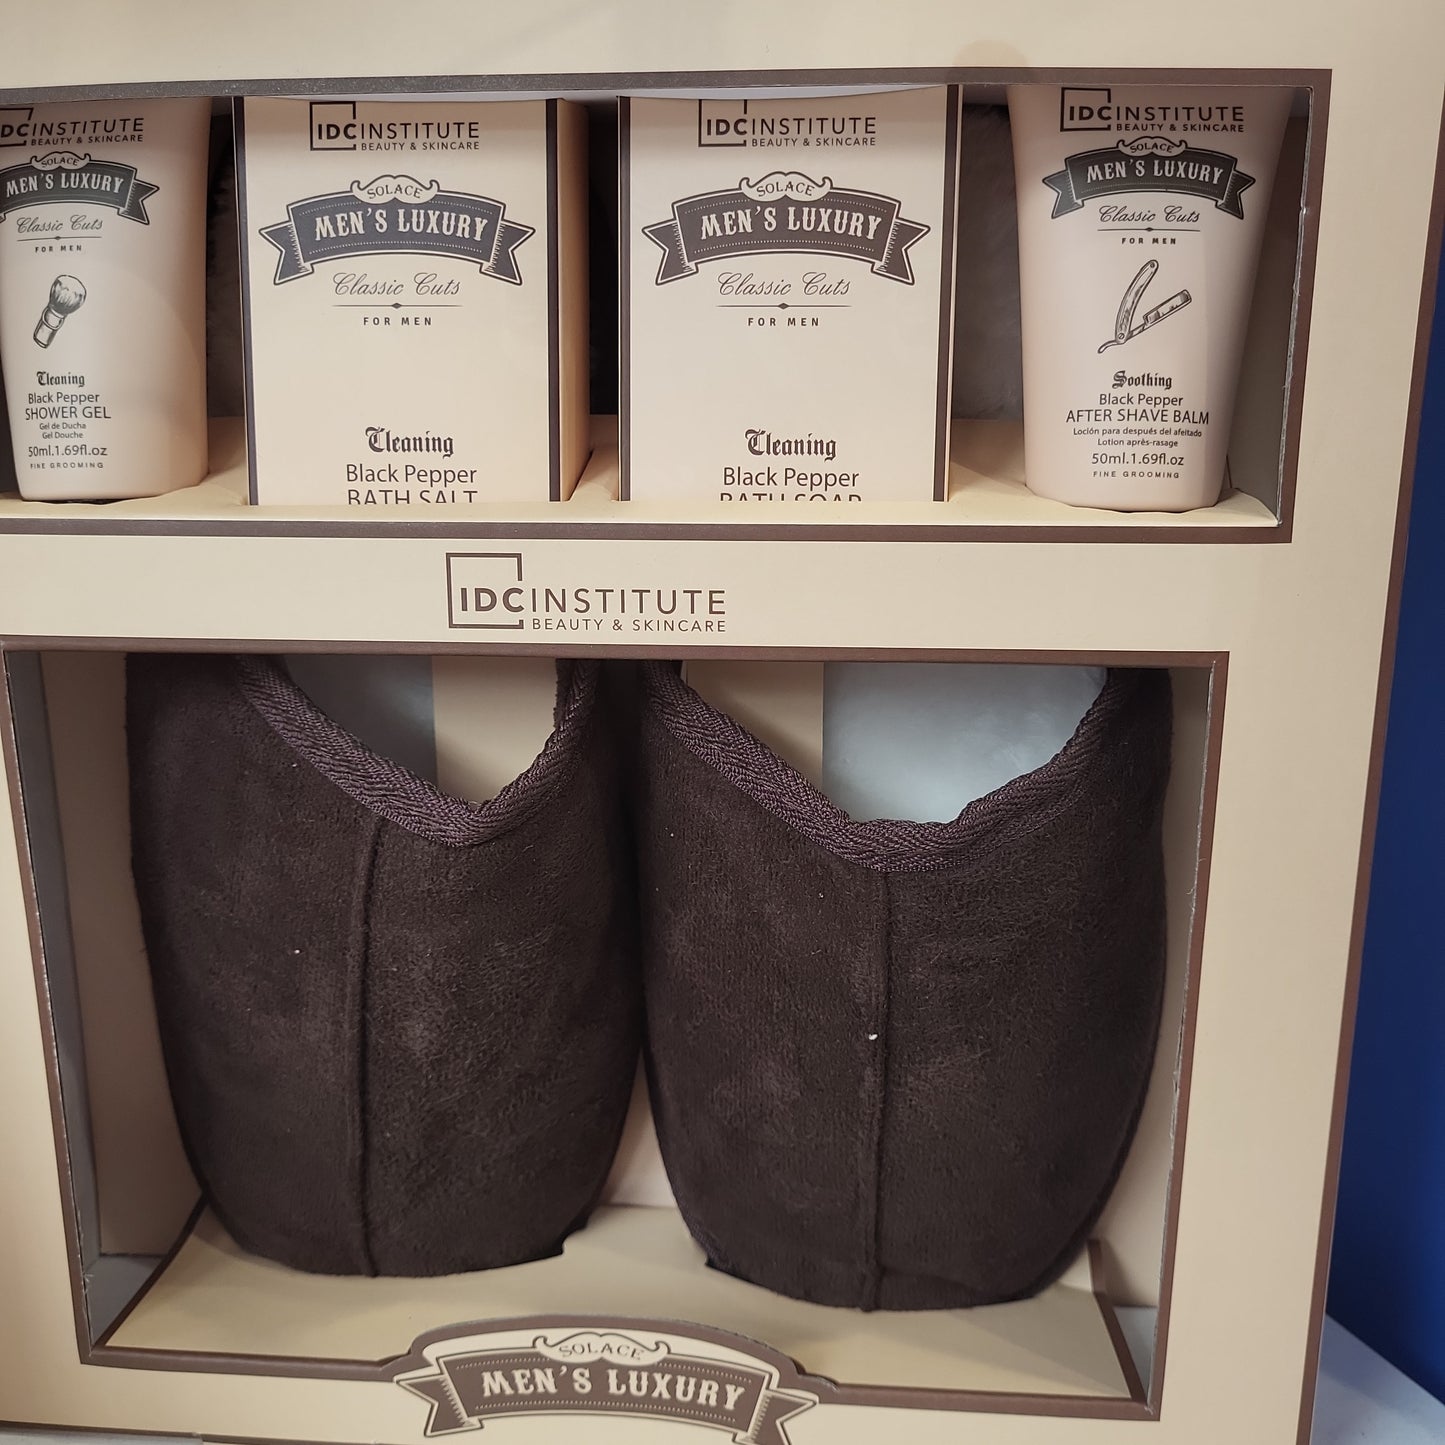 IDCINSTITUTE
BEAUTY & SKINCARE
SOLACE
MEN'S LUXURY
Classic Cuts
FOR MEN
Cleaning
Black Pepper
SHOWER GEL
Gel de Ducha
Gel Douche
50ml.1.69fl.oz
FINE GROOMING
IDCINSTITUTE
BEAUTY & SKINCARE
SOLACE
MEN'S LUXURY
Classic Cuts
FOR MEN
Cleaning
Black Pepper
BATH SALT
IDCINSTITUTE
BEAUTY & SKINCARE
SOLACE
MEN'S LUXURY
Classic Cuts
FOR MEN
Cleaning
Black Pepper
BATH SOAP
IDCINSTITUTE
BEAUTY & SKINCARE
SOLACE
MEN'S LUXURY
Classic Cuts
FOR MEN
Soothing
Black Pepper
AFTER SHAVE BALM
Loción para después del afeitado
Lotion après-rasage
50ml.1.69fl.oz
FINE GROOMING
IDCINSTITUTE
BEAUTY & SKINCARE
SOLACE
MEN'S LUXURY